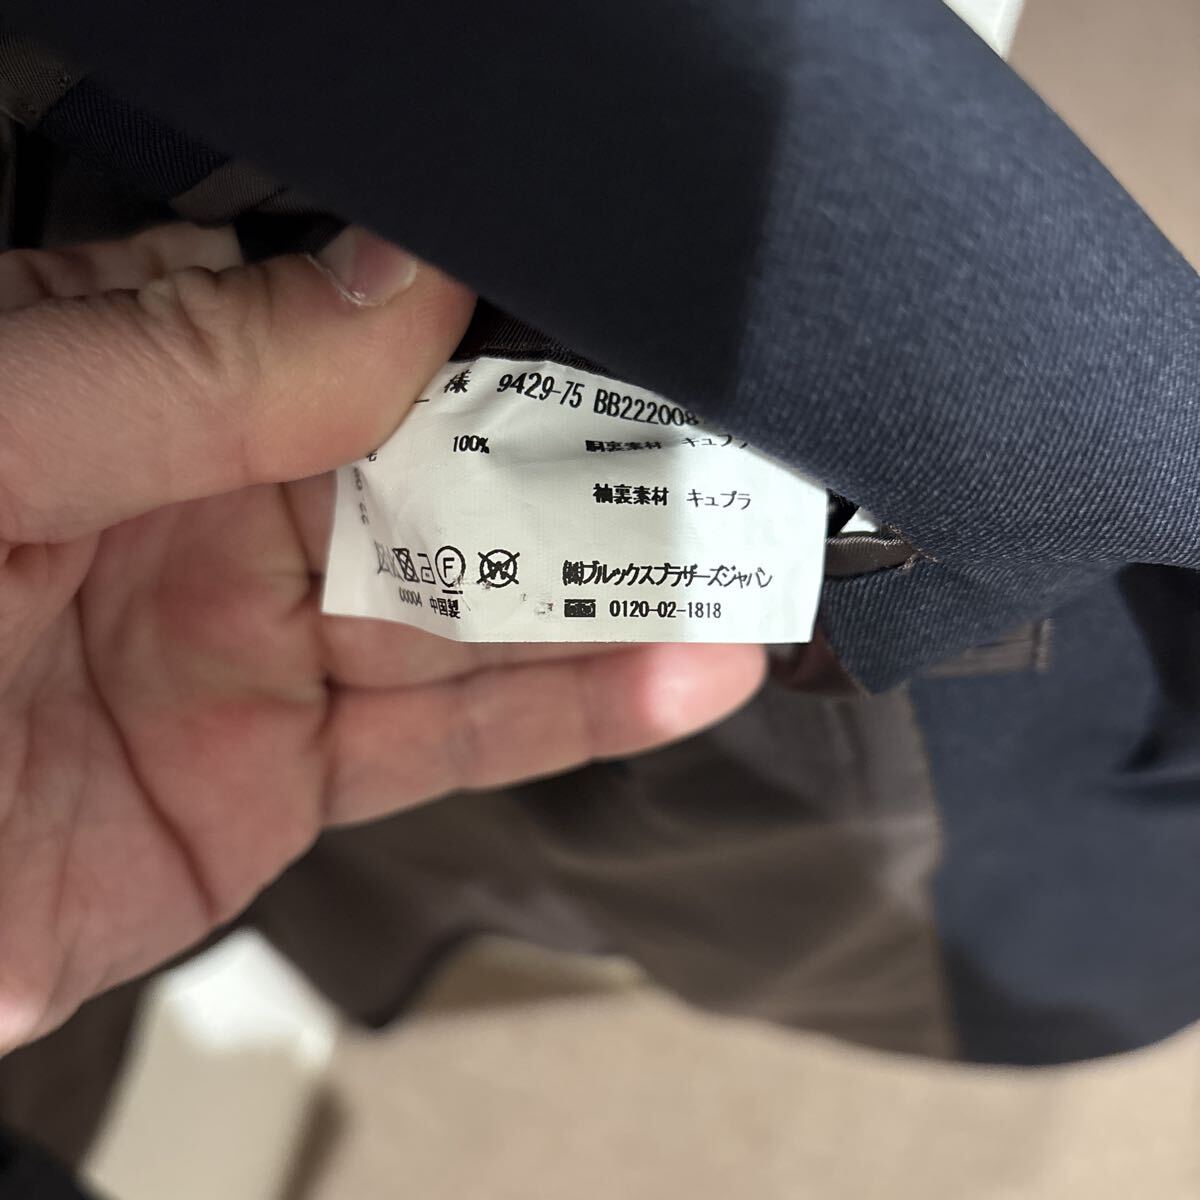 様 9429-75 BB222008
100% 胴裏素材 キュプラ
袖裏素材 キュプラ
F W ㈱ブルックスブラザーズジャパン
00004 中国製 0120-02-1818